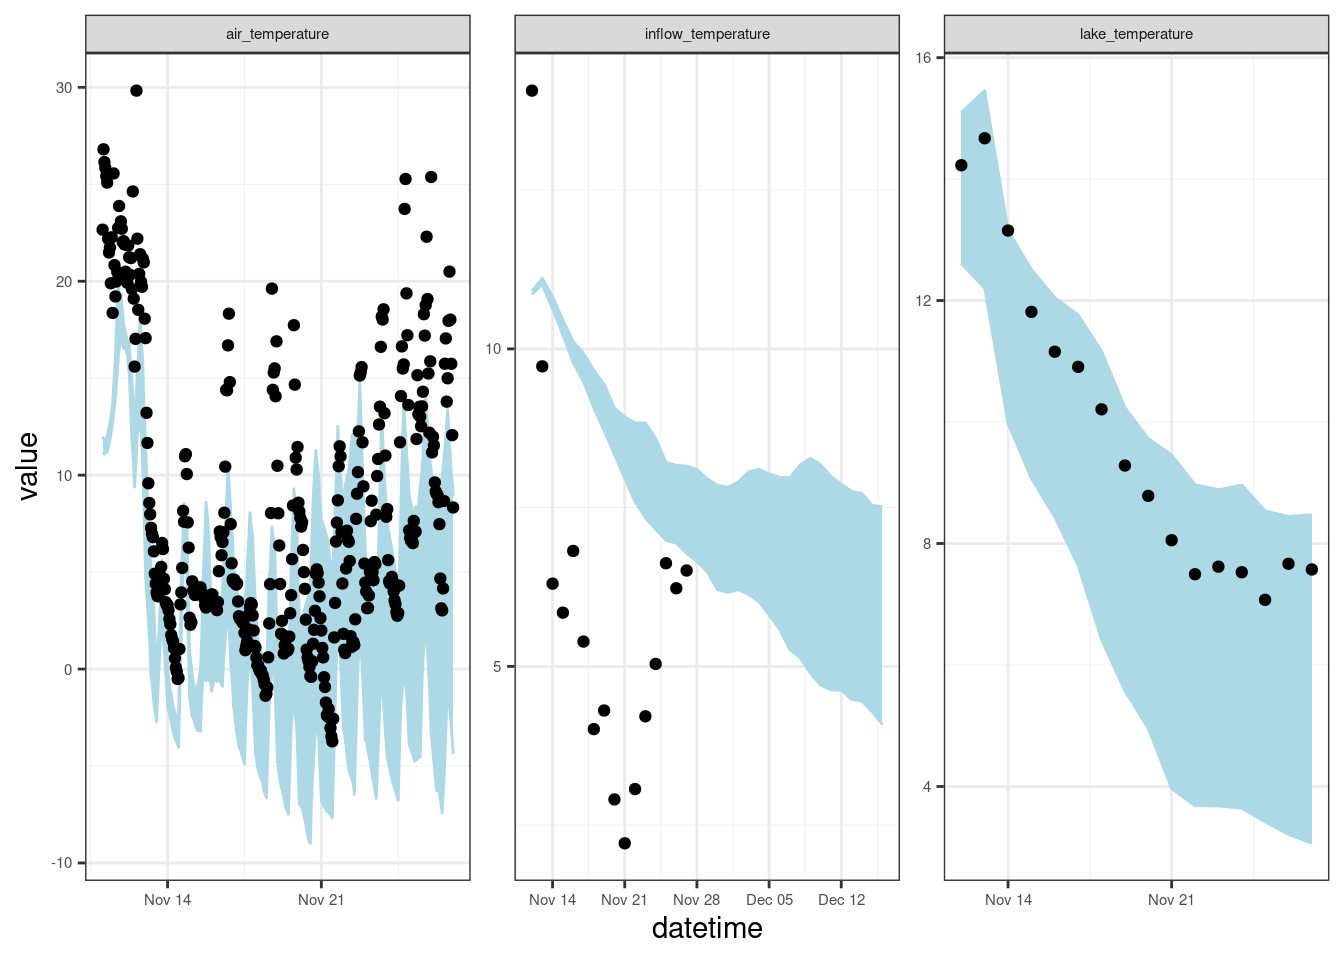 air_temperature
inflow_temperature
lake_temperature
value
30
20
10
0
-10
10
5
16
12
8
4
Nov 14
Nov 21
Nov 14
Nov 21
Nov 28
Dec 05
Dec 12
Nov 14
Nov 21
datetime